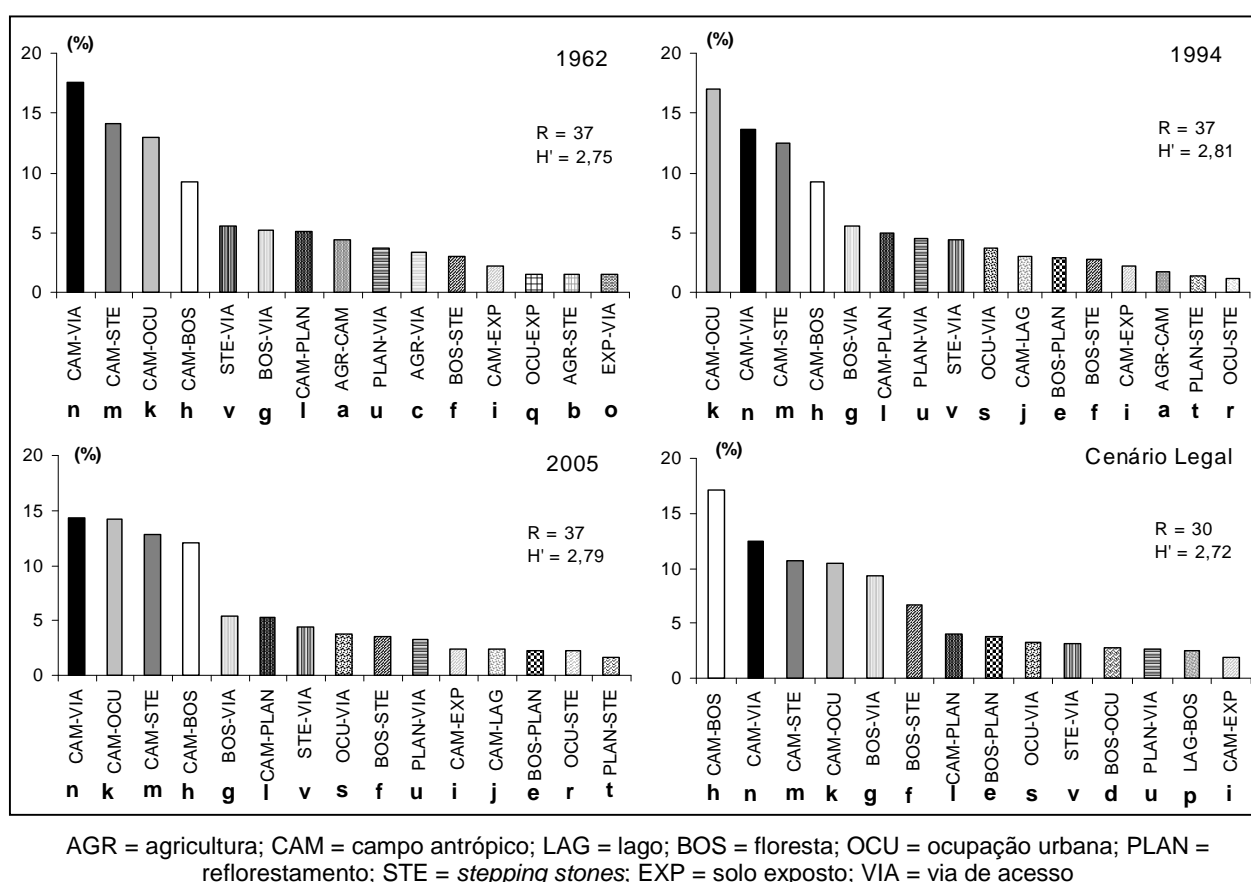 (%)
1962
20
15
10
5
0
R = 37
H' = 2,75
CAM-VIA CAM-STE CAM-OCU CAM-BOS STE-VIA BOS-VIA CAM-PLAN AGR-CAM PLAN-VIA AGR-VIA BOS-STE CAM-EXP OCU-EXP AGR-STE EXP-VIA
n m k h v g l a u c f i q b o
(%)
1994
20
15
10
5
0
R = 37
H' = 2,81
CAM-OCU CAM-VIA CAM-STE CAM-BOS BOS-VIA CAM-PLAN PLAN-VIA STE-VIA OCU-VIA CAM-LAG BOS-PLAN BOS-STE CAM-EXP AGR-CAM PLAN-STE OCU-STE
k n m h g l u v s j e f i a t r
(%)
2005
20
15
10
5
0
R = 37
H' = 2,79
CAM-VIA CAM-OCU CAM-STE CAM-BOS BOS-VIA CAM-PLAN STE-VIA OCU-VIA BOS-STE PLAN-VIA CAM-EXP CAM-LAG BOS-PLAN OCU-STE PLAN-STE
n k m h g l v s f u i j e r t
(%)
Cenário Legal
20
15
10
5
0
R = 30
H' = 2,72
CAM-BOS CAM-VIA CAM-STE CAM-OCU BOS-VIA BOS-STE CAM-PLAN BOS-PLAN OCU-VIA STE-VIA BOS-OCU PLAN-VIA LAG-BOS CAM-EXP
h n m k g f l e s v d u p i
AGR = agricultura; CAM = campo antrópico; LAG = lago; BOS = floresta; OCU = ocupação urbana; PLAN =
reflorestamento; STE = stepping stones; EXP = solo exposto; VIA = via de acesso